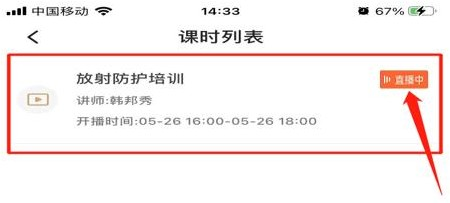 中国移动 14:33 67%
课时列表
放射防护培训 直播中
讲师:韩邦秀
开播时间:05-26 16:00-05-26 18:00